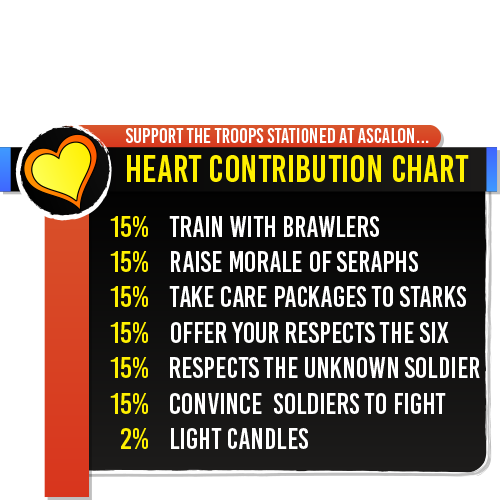 SUPPORT THE TROOPS STATIONED AT ASCALON...
HEART CONTRIBUTION CHART
15% TRAIN WITH BRAWLERS
15% RAISE MORALE OF SERAPHS
15% TAKE CARE PACKAGES TO STARKS
15% OFFER YOUR RESPECTS THE SIX
15% RESPECTS THE UNKNOWN SOLDIER
15% CONVINCE SOLDIERS TO FIGHT
2% LIGHT CANDLES